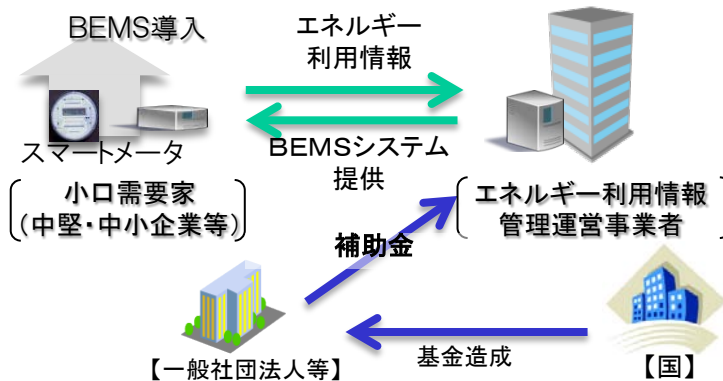 BEMS導入
エネルギー
利用情報
スマートメータ
BEMSシステム
提供
小口需要家
(中堅・中小企業等)
エネルギー利用情報
管理運営事業者
補助金
【一般社団法人等】
基金造成
【国】